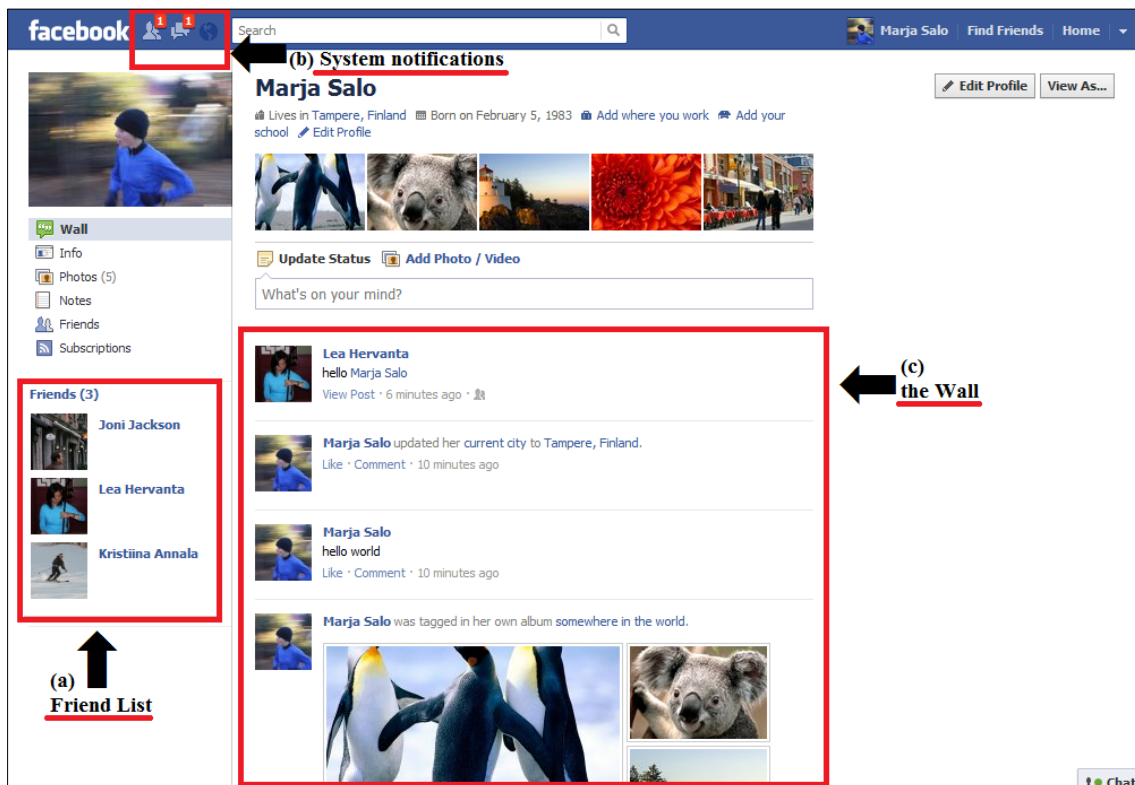 facebook
1
1
Search
Marja Salo
Find Friends
Home
(b) System notifications
Marja Salo
Edit Profile
View As...
Lives in Tampere, Finland Born on February 5, 1983 Add where you work Add your
school Edit Profile
Wall
Info
Photos (5)
Notes
Friends
Subscriptions
Update Status Add Photo / Video
What's on your mind?
Friends (3)
Joni Jackson
Lea Hervanta
Kristiina Annala
(a)
Friend List
Lea Hervanta
hello Marja Salo
View Post · 6 minutes ago ·
Marja Salo updated her current city to Tampere, Finland.
Like · Comment · 10 minutes ago
Marja Salo
hello world
Like · Comment · 10 minutes ago
Marja Salo was tagged in her own album somewhere in the world.
(c)
the Wall
Chat